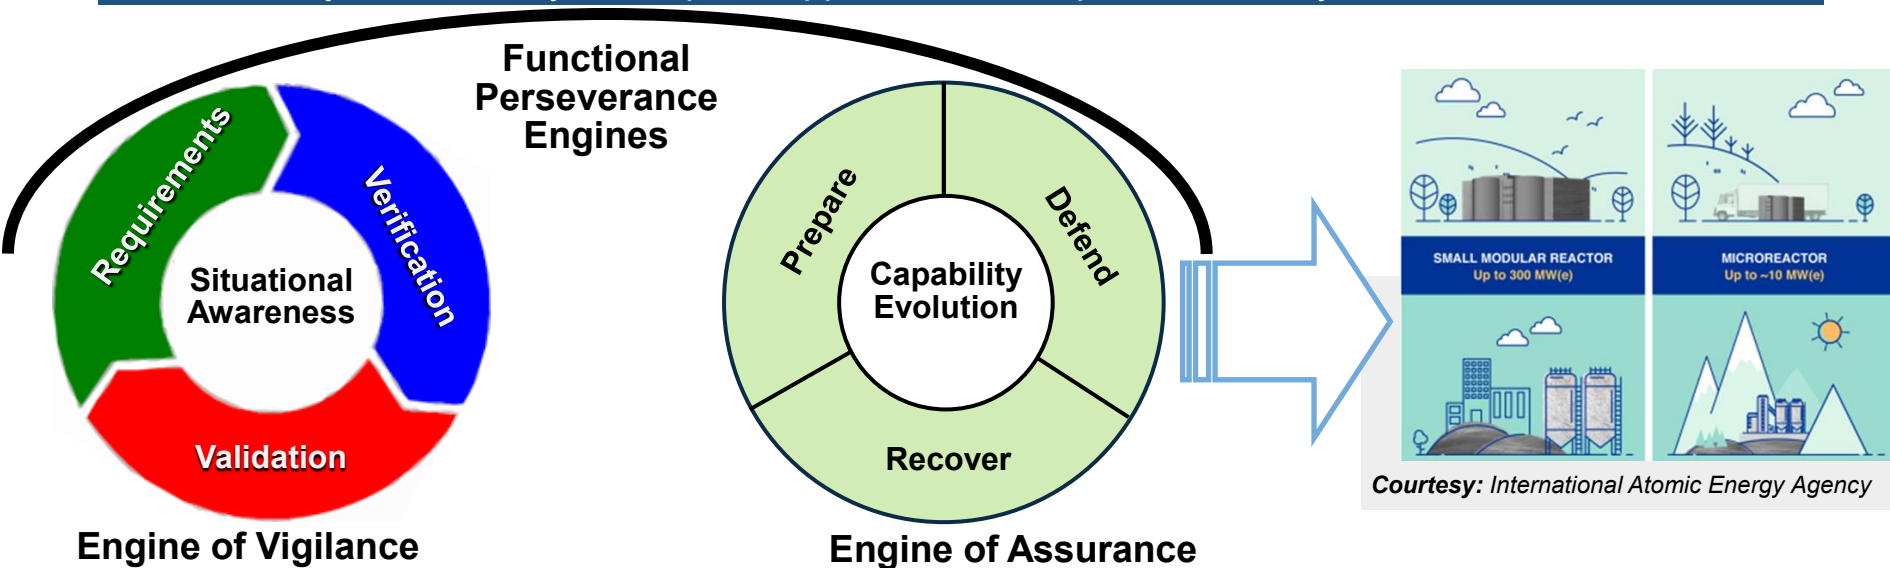 Functional
Perseverance
Engines
Requirements
Verification
Validation
Situational
Awareness
Engine of Vigilance
Prepare
Defend
Recover
Capability
Evolution
Engine of Assurance
SMALL MODULAR REACTOR
Up to 300 MW(e)
MICROREACTOR
Up to ~10 MW(e)
Courtesy: International Atomic Energy Agency